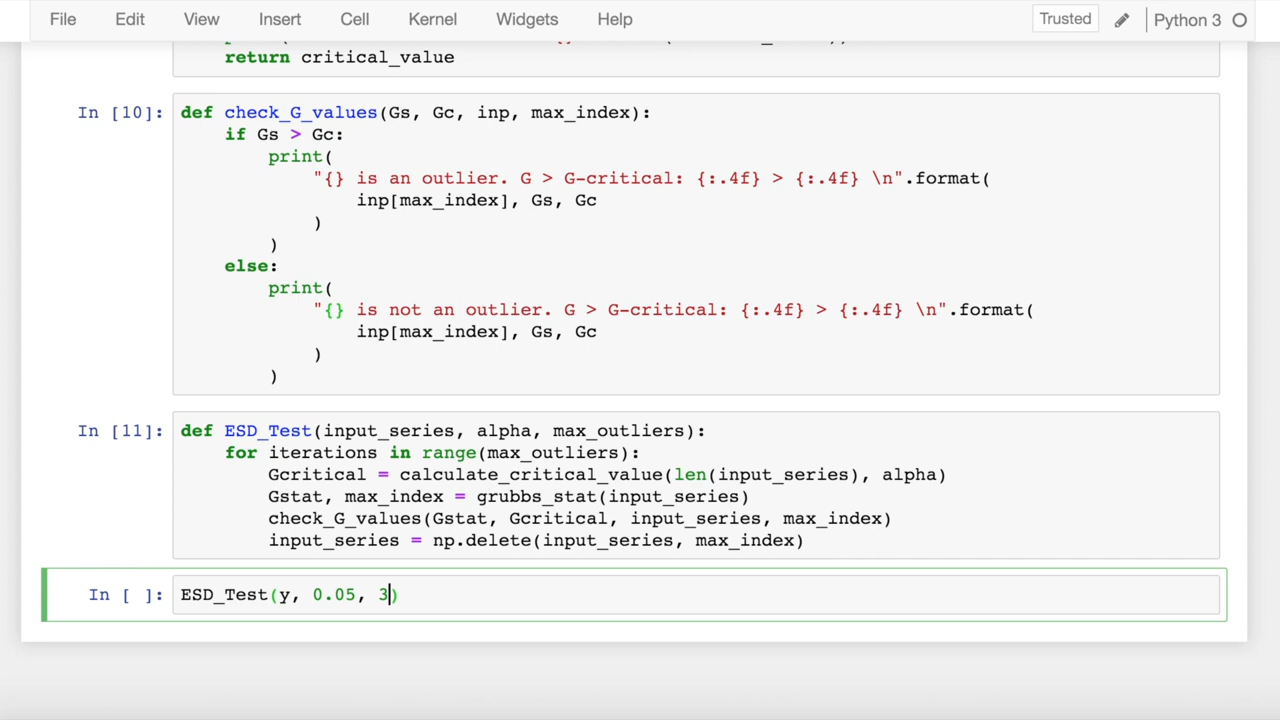 File Edit View Insert Cell Kernel Widgets Help Trusted Python 3
return critical_value
In [10]: def check_G_values(Gs, Gc, inp, max_index):
if Gs > Gc:
print(
"{} is an outlier. G > G-critical: {:.4f} > {:.4f} \n".format(
inp[max_index], Gs, Gc
)
)
else:
print(
"{} is not an outlier. G > G-critical: {:.4f} > {:.4f} \n".format(
inp[max_index], Gs, Gc
)
)
In [11]: def ESD_Test(input_series, alpha, max_outliers):
for iterations in range(max_outliers):
Gcritical = calculate_critical_value(len(input_series), alpha)
Gstat, max_index = grubbs_stat(input_series)
check_G_values(Gstat, Gcritical, input_series, max_index)
input_series = np.delete(input_series, max_index)
In [ ]: ESD_Test(y, 0.05, 3)